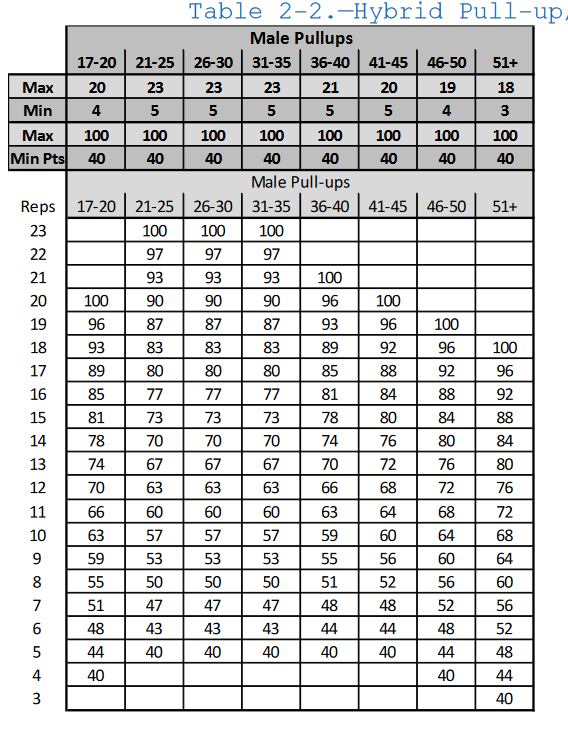 Table 2-2.—Hybrid Pull-up,
Male Pullups
17-20 21-25 26-30 31-35 36-40 41-45 46-50 51+
Max 20 23 23 23 21 20 19 18
Min 4 5 5 5 5 5 4 3
Max 100 100 100 100 100 100 100 100
Min Pts 40 40 40 40 40 40 40 40
Male Pull-ups
Reps 17-20 21-25 26-30 31-35 36-40 41-45 46-50 51+
23 100 100 100
22 97 97 97
21 93 93 93 100
20 100 90 90 90 96 100
19 96 87 87 87 93 96 100
18 93 83 83 83 89 92 96 100
17 89 80 80 80 85 88 92 96
16 85 77 77 77 81 84 88 92
15 81 73 73 73 78 80 84 88
14 78 70 70 70 74 76 80 84
13 74 67 67 67 70 72 76 80
12 70 63 63 63 66 68 72 76
11 66 60 60 60 63 64 68 72
10 63 57 57 57 59 60 64 68
9 59 53 53 53 55 56 60 64
8 55 50 50 50 51 52 56 60
7 51 47 47 47 48 48 52 56
6 48 43 43 43 44 44 48 52
5 44 40 40 40 40 40 44 48
4 40 40 44
3 40